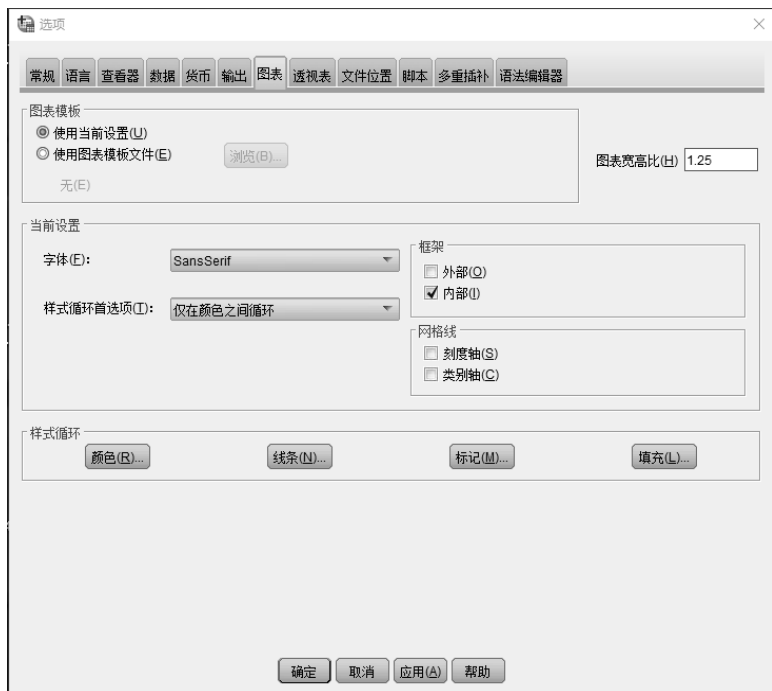 选项
常规 语言 查看器 数据 货币 输出 图表 透视表 文件位置 脚本 多重插补 语法编辑器
图表模板
使用当前设置(U)
使用图表模板文件(E) 浏览(B)...
无(E)
图表宽高比(H) 1.25
当前设置
字体(F): SansSerif
样式循环首选项(T): 仅在颜色之间循环
框架
外部(O)
内部(I)
网格线
刻度轴(S)
类别轴(C)
样式循环
颜色(R)... 线条(N)... 标记(M)... 填充(L)...
确定 取消 应用(A) 帮助